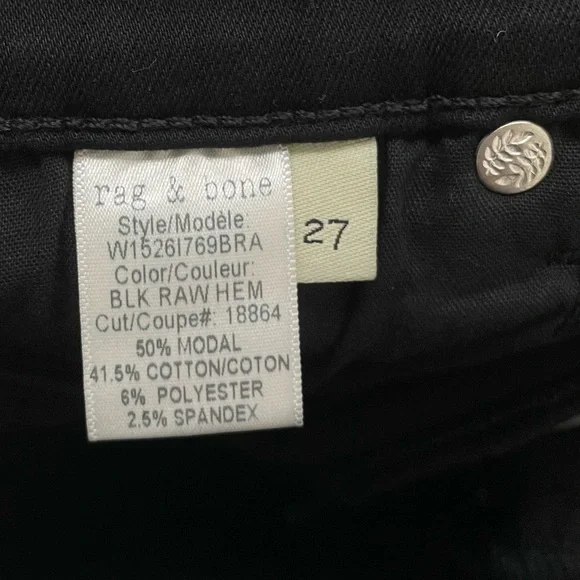 rag & bone
Style/Modèle:
W1526I769BRA
Color/Couleur:
BLK RAW HEM
Cut/Coupe#: 18864
50% MODAL
41.5% COTTON/COTON
6% POLYESTER
2.5% SPANDEX
27